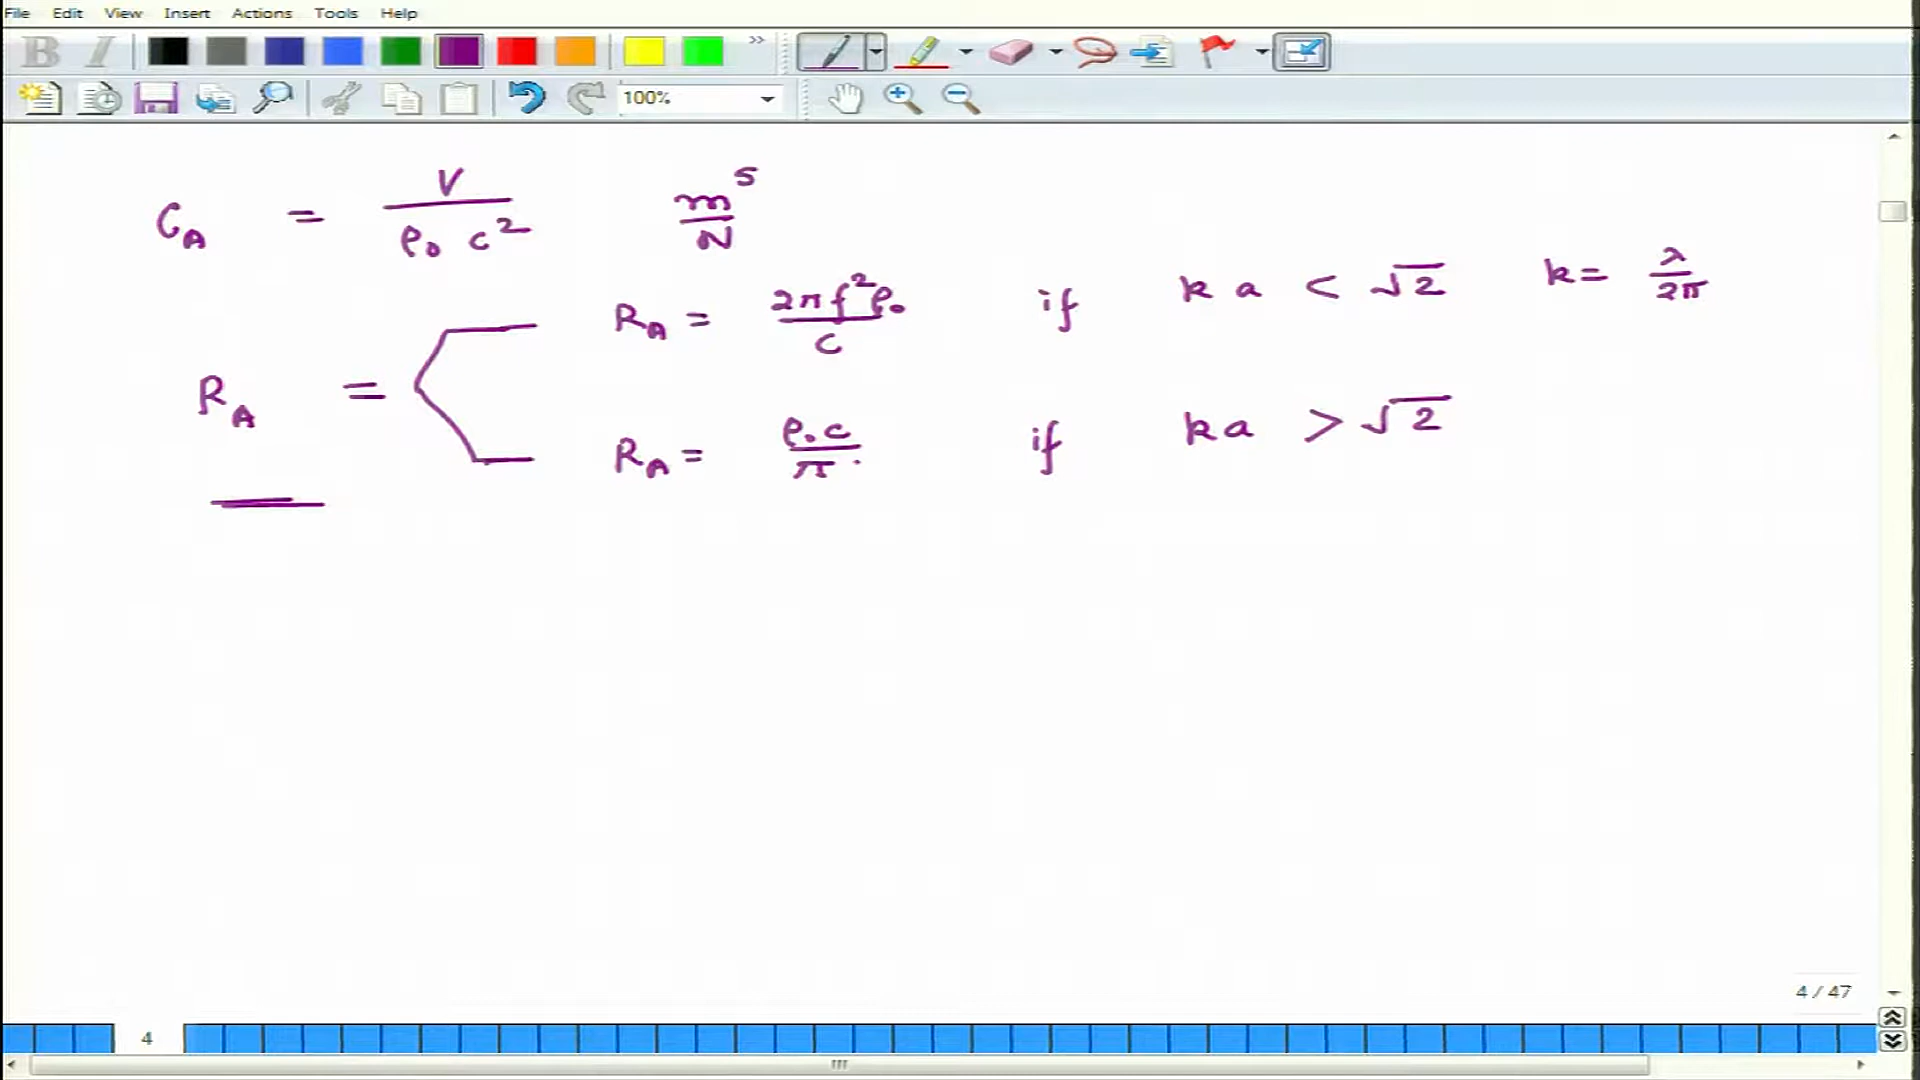 File Edit View Insert Actions Tools Help
B I »
100%
C_A = V / ρ₀ c² m⁵ / N
R_A = 2πf²ρ₀ / c if ka < √2 k = λ / 2π
R_A =
R_A = ρ₀c / π if ka > √2
4 / 47
4